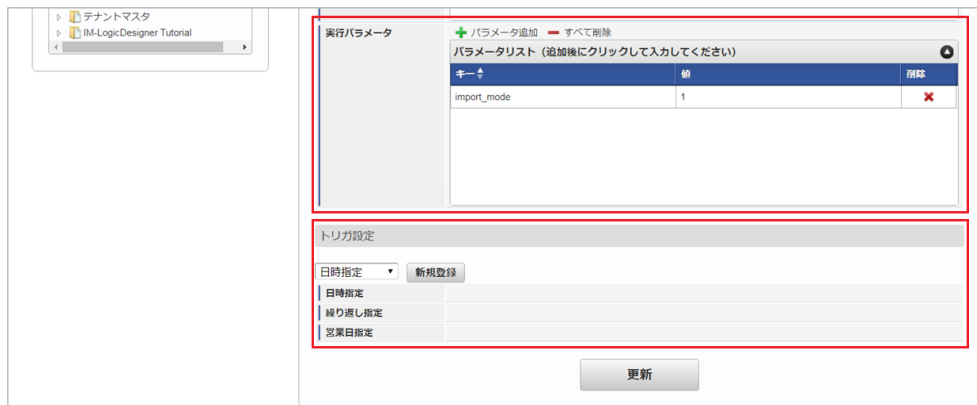 テナントマスタ
IM-LogicDesigner Tutorial
実行パラメータ
パラメータ追加 すべて削除
パラメータリスト（追加後にクリックして入力してください）
キー 値 削除
import_mode 1
トリガ設定
日時指定 新規登録
日時指定
繰り返し指定
営業日指定
更新